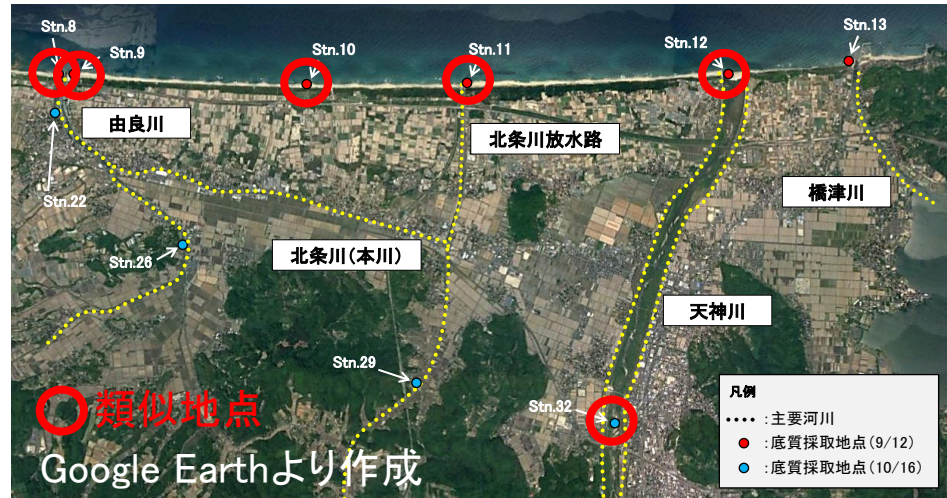 Stn.8
Stn.9
Stn.10
Stn.11
Stn.12
Stn.13
由良川
北条川放水路
橋津川
Stn.22
Stn.26
北条川(本川)
天神川
Stn.29
Stn.32
類似地点
Google Earthより作成
凡例
:主要河川
:底質採取地点(9/12)
:底質採取地点(10/16)